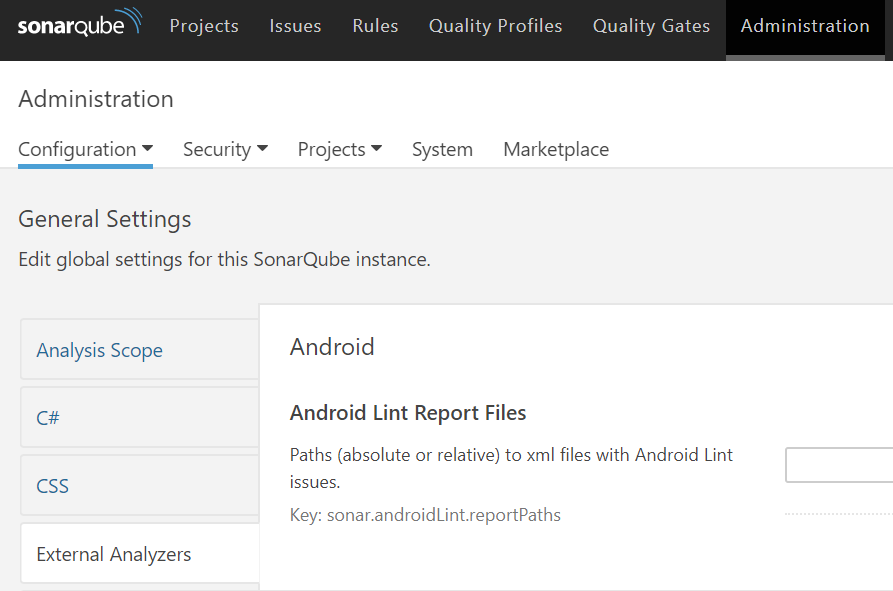 sonarqube Projects Issues Rules Quality Profiles Quality Gates Administration
Administration
Configuration Security Projects System Marketplace
General Settings
Edit global settings for this SonarQube instance.
Analysis Scope
C#
CSS
External Analyzers
Android
Android Lint Report Files
Paths (absolute or relative) to xml files with Android Lint
issues.
Key: sonar.androidLint.reportPaths